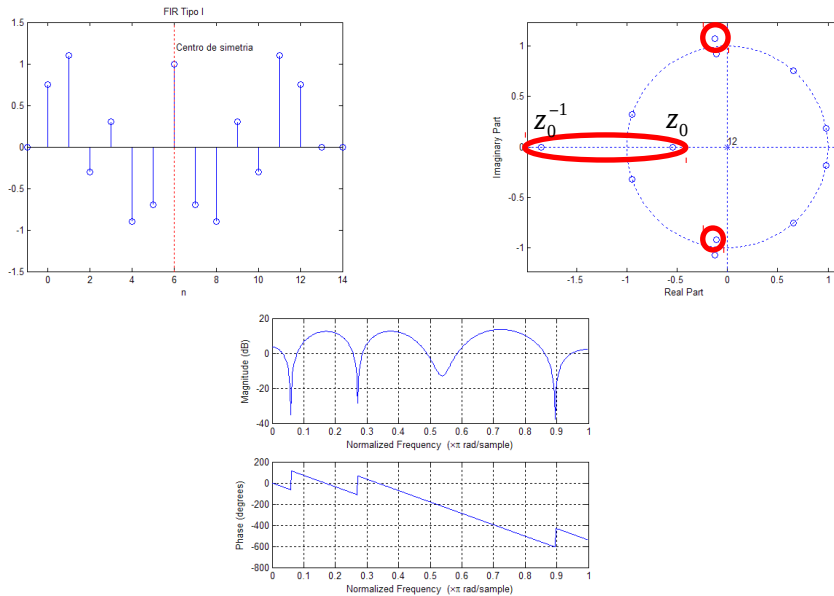 FIR Tipo I
Centro de simetria
1.5
1
0.5
0
-0.5
-1
-1.5
0 2 4 6 8 10 12 14
n
z₀⁻¹ z₀
12
Imaginary Part
1
0.5
0
-0.5
-1
-1.5 -1 -0.5 0 0.5 1
Real Part
Magnitude (dB)
20
0
-20
-40
0 0.1 0.2 0.3 0.4 0.5 0.6 0.7 0.8 0.9 1
Normalized Frequency (×π rad/sample)
Phase (degrees)
200
0
-200
-400
-600
-800
0 0.1 0.2 0.3 0.4 0.5 0.6 0.7 0.8 0.9 1
Normalized Frequency (×π rad/sample)